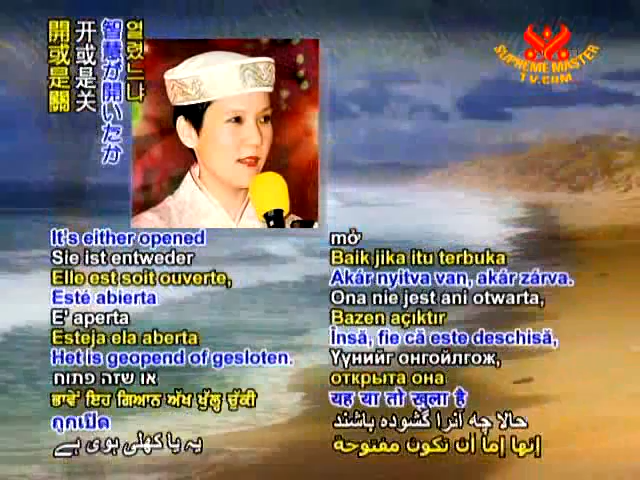 開或是關
开或是关
智慧が開いたか
열렸느냐
SUPREME MASTER
TV.COM
It's either opened
Sie ist entweder
Elle est soit ouverte,
Esté abierta
E' aperta
Esteja ela aberta
Het is geopend of gesloten.
או שזה פתוח
ਭਾਵੇਂ ਇਹ ਗਿਆਨ ਅੱਖ ਖੁੱਲ੍ਹ ਚੁੱਕੀ
ถูกเปิด
یہ یا کھلی ہوئی ہے
mở
Baik jika itu terbuka
Akár nyitva van, akár zárva.
Ona nie jest ani otwarta,
Bazen açıktır
Însă, fie că este deschisă,
Үүнийг онгойлгож,
открыта она
यह या तो खुला है
حالا چه آنرا گشوده باشند
إنها إما أن تكون مفتوحة